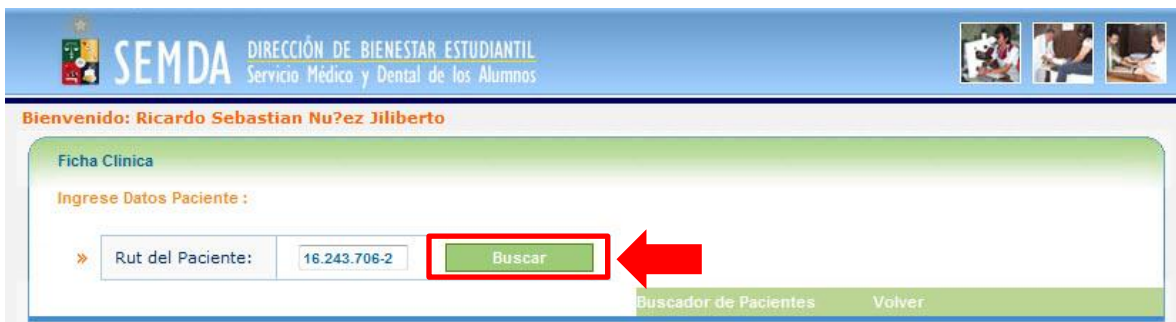 SEMDA DIRECCIÓN DE BIENESTAR ESTUDIANTIL
Servicio Médico y Dental de los Alumnos
Bienvenido: Ricardo Sebastian Nu?ez Jiliberto
Ficha Clinica
Ingrese Datos Paciente :
» Rut del Paciente: 16.243.706-2 Buscar
Buscador de Pacientes Volver